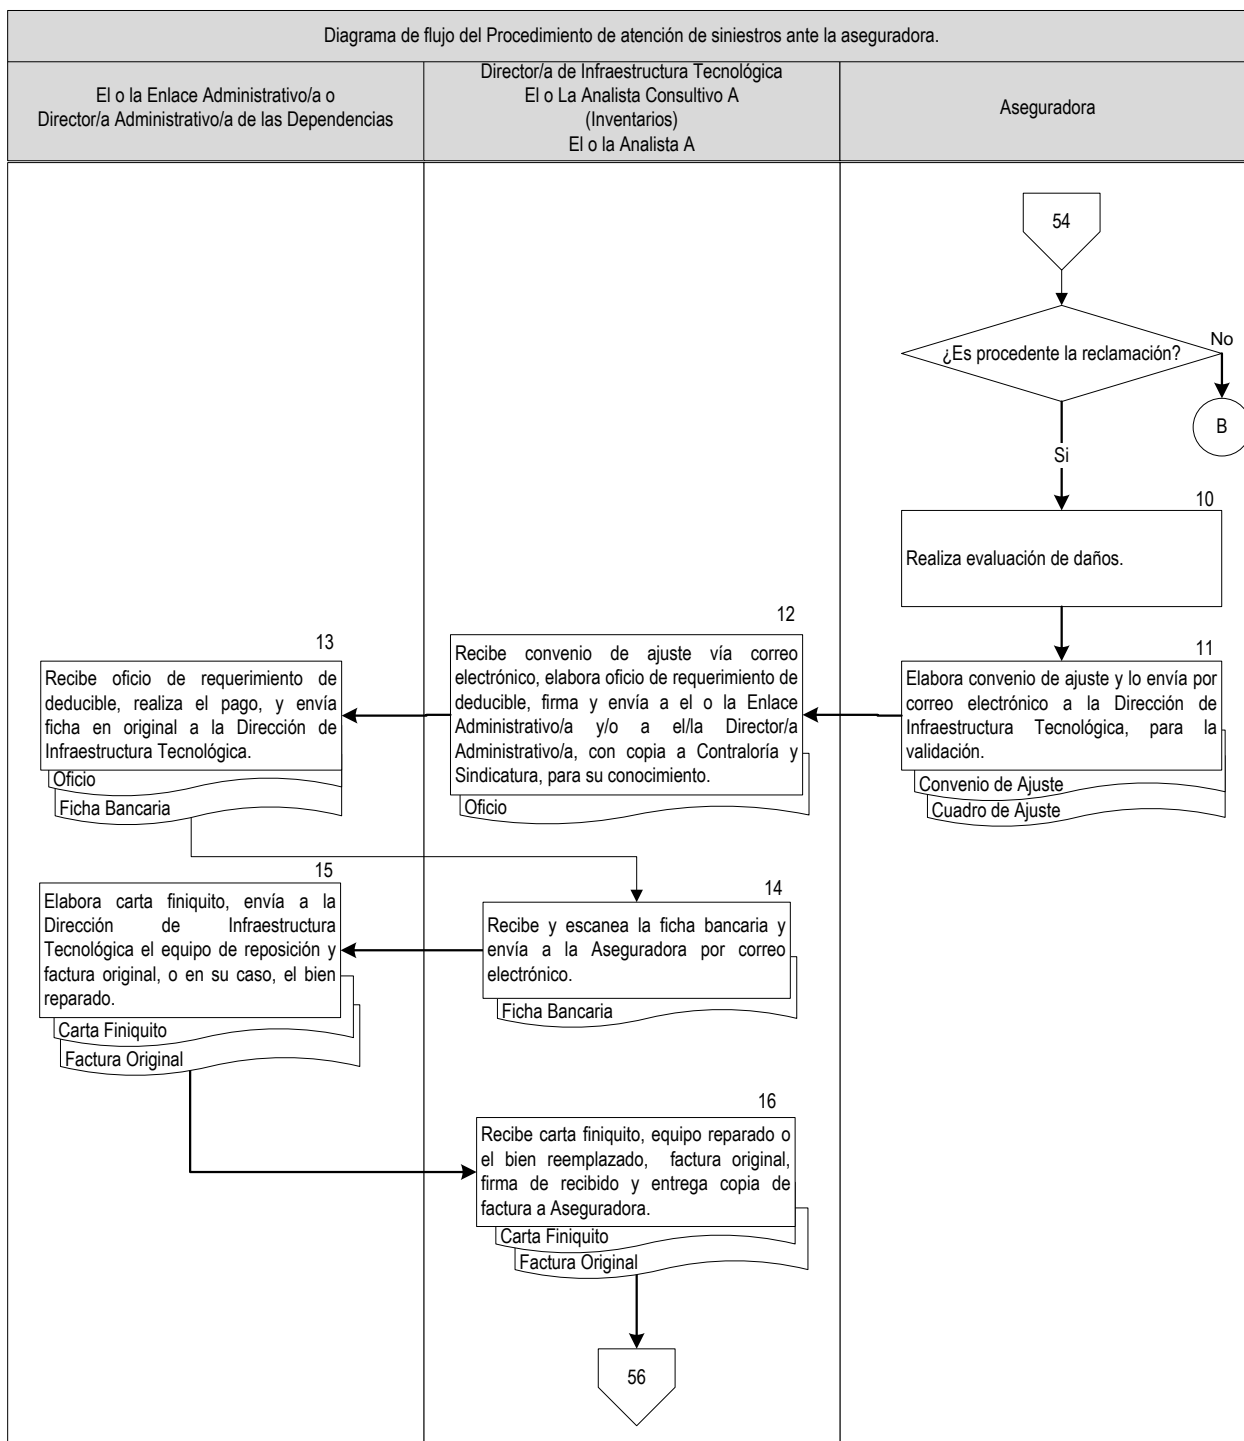 Diagrama de flujo del Procedimiento de atención de siniestros ante la aseguradora.
El o la Enlace Administrativo/a o
Director/a Administrativo/a de las Dependencias
Director/a de Infraestructura Tecnológica
El o La Analista Consultivo A
(Inventarios)
El o la Analista A
Aseguradora
54
¿Es procedente la reclamación?
No
B
Si
10
Realiza evaluación de daños.
11
Elabora convenio de ajuste y lo envía por
correo electrónico a la Dirección de
Infraestructura Tecnológica, para la
validación.
Convenio de Ajuste
Cuadro de Ajuste
12
Recibe convenio de ajuste vía correo
electrónico, elabora oficio de requerimiento de
deducible, firma y envía a el o la Enlace
Administrativo/a y/o a el/la Director/a
Administrativo/a, con copia a Contraloría y
Sindicatura, para su conocimiento.
Oficio
13
Recibe oficio de requerimiento de
deducible, realiza el pago, y envía
ficha en original a la Dirección de
Infraestructura Tecnológica.
Oficio
Ficha Bancaria
14
Recibe y escanea la ficha bancaria y
envía a la Aseguradora por correo
electrónico.
Ficha Bancaria
15
Elabora carta finiquito, envía a la
Dirección de Infraestructura
Tecnológica el equipo de reposición y
factura original, o en su caso, el bien
reparado.
Carta Finiquito
Factura Original
16
Recibe carta finiquito, equipo reparado o
el bien reemplazado, factura original,
firma de recibido y entrega copia de
factura a Aseguradora.
Carta Finiquito
Factura Original
56